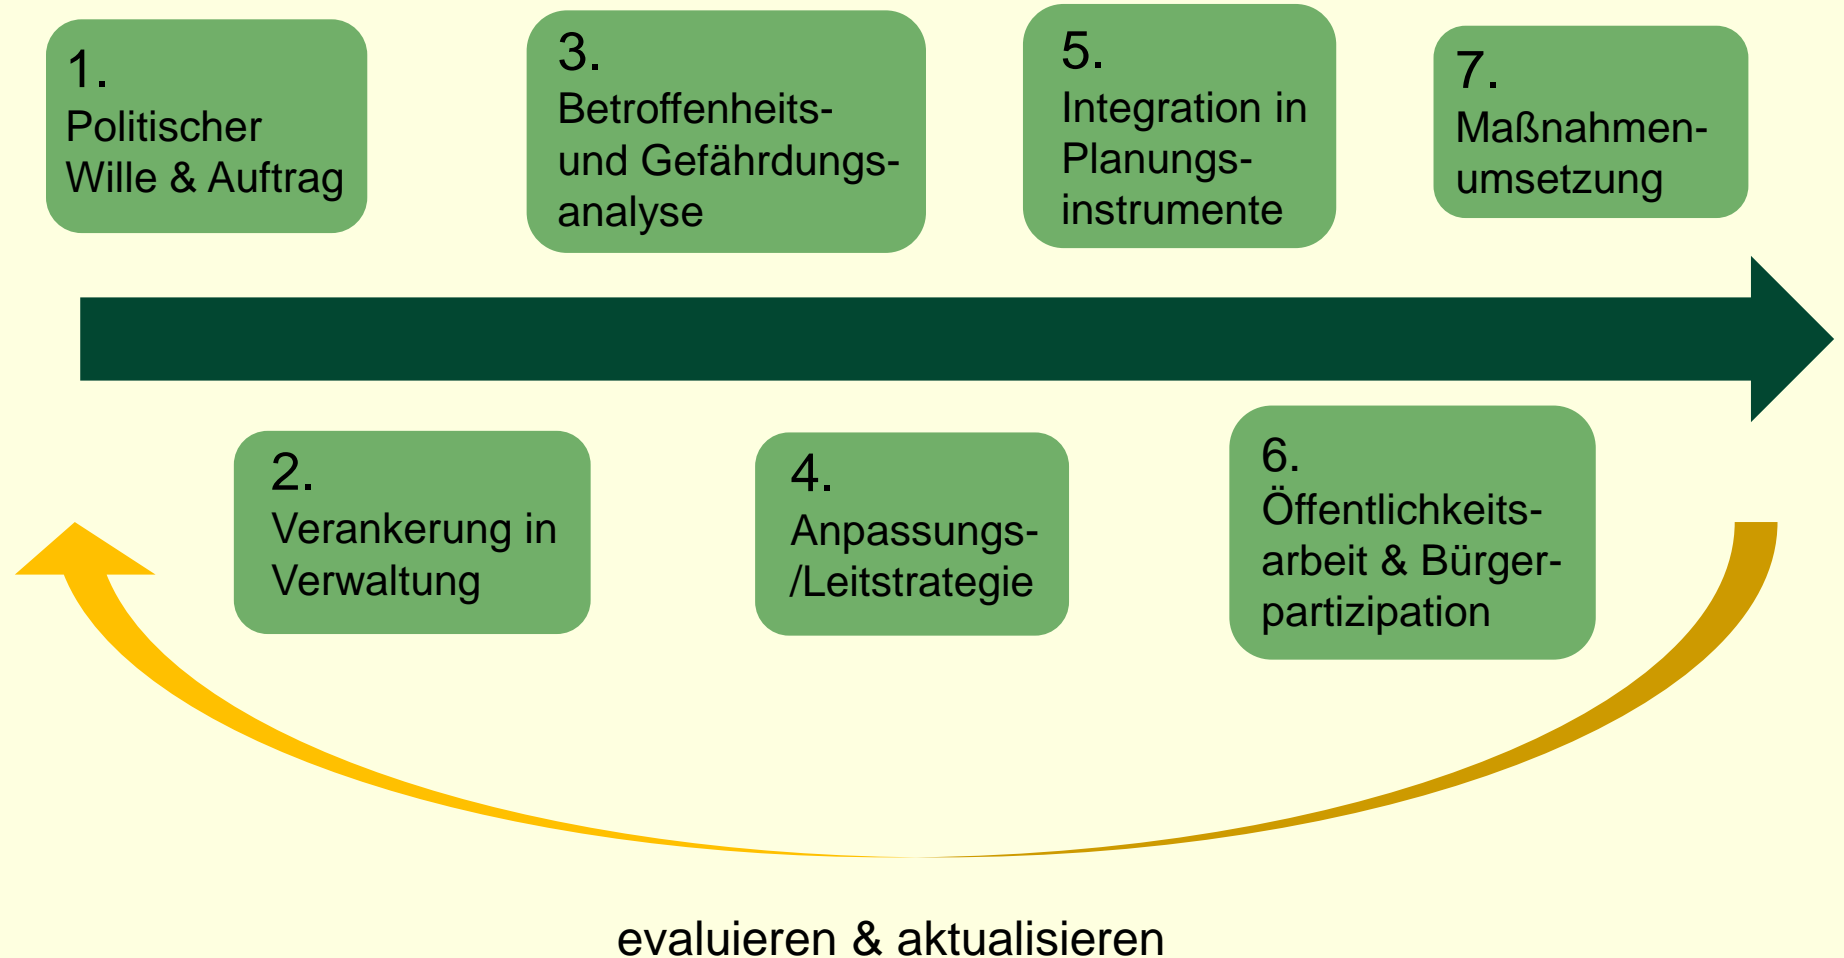 1.
Politischer
Wille & Auftrag
2.
Verankerung in
Verwaltung
3.
Betroffenheits-
und Gefährdungs-
analyse
4.
Anpassungs-
/Leitstrategie
5.
Integration in
Planungs-
instrumente
6.
Öffentlichkeits-
arbeit & Bürger-
partizipation
7.
Maßnahmen-
umsetzung
evaluieren & aktualisieren